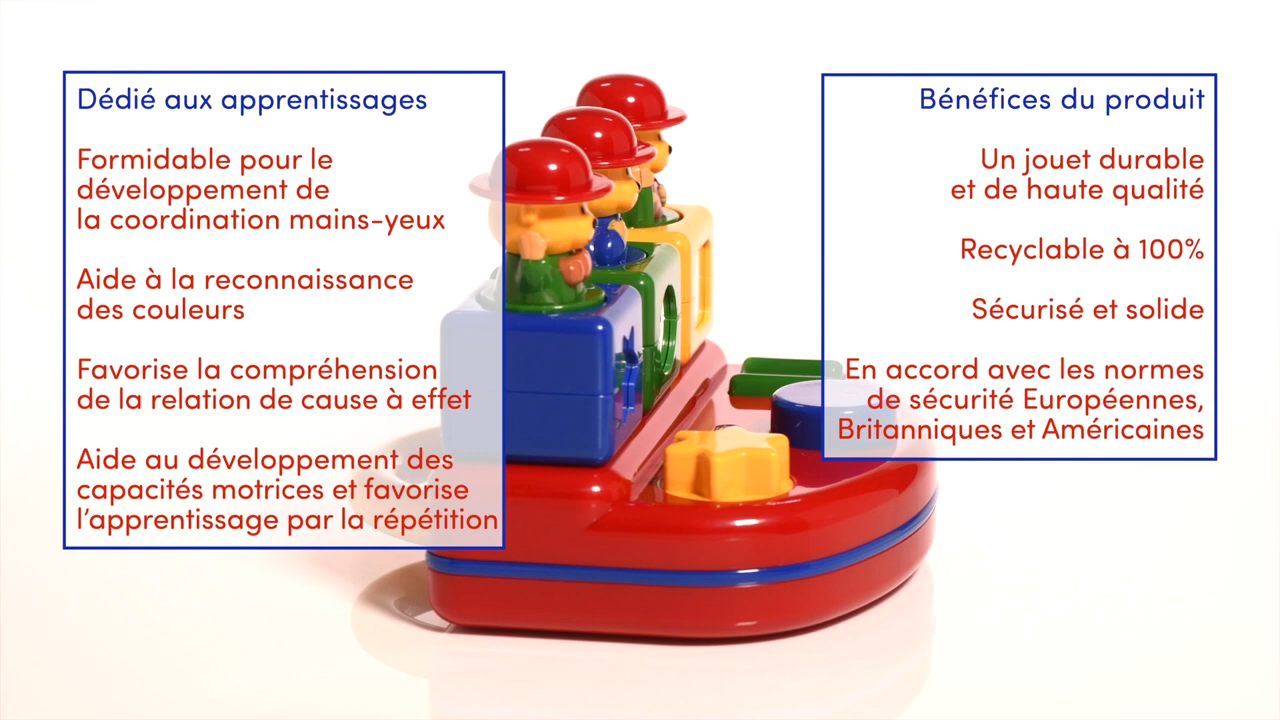 Dédié aux apprentissages
Formidable pour le
développement de
la coordination mains-yeux
Aide à la reconnaissance
des couleurs
Favorise la compréhension
de la relation de cause à effet
Aide au développement des
capacités motrices et favorise
l'apprentissage par la répétition
Bénéfices du produit
Un jouet durable
et de haute qualité
Recyclable à 100%
Sécurisé et solide
En accord avec les normes
de sécurité Européennes,
Britanniques et Américaines